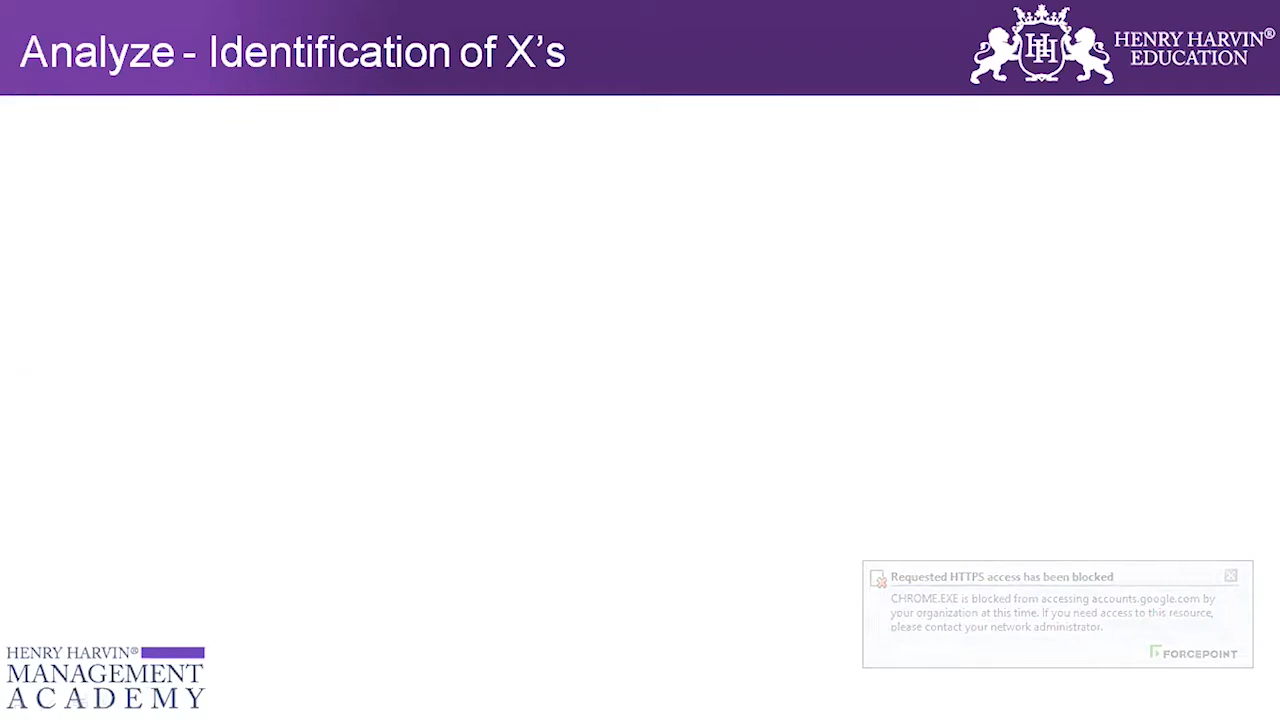 Analyze - Identification of X’s
HENRY HARVIN®
EDUCATION
Requested HTTPS access has been blocked
CHROME.EXE is blocked from accessing accounts.google.com by
your organization at this time. If you need access to this resource,
please contact your network administrator.
FORCEPOINT
HENRY HARVIN®
MANAGEMENT
ACADEMY